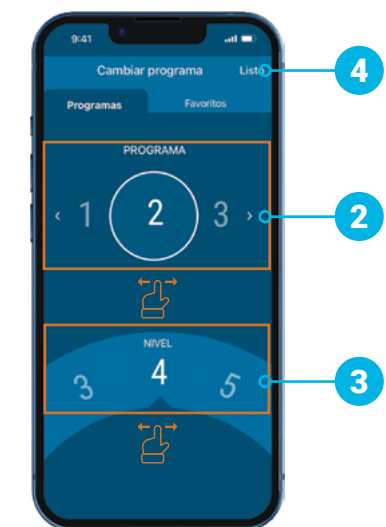 9:41
Cambiar programa Listo
4
Programas Favoritos
PROGRAMA
‹ 1 2 3 ›
2
NIVEL
3 4 5
3